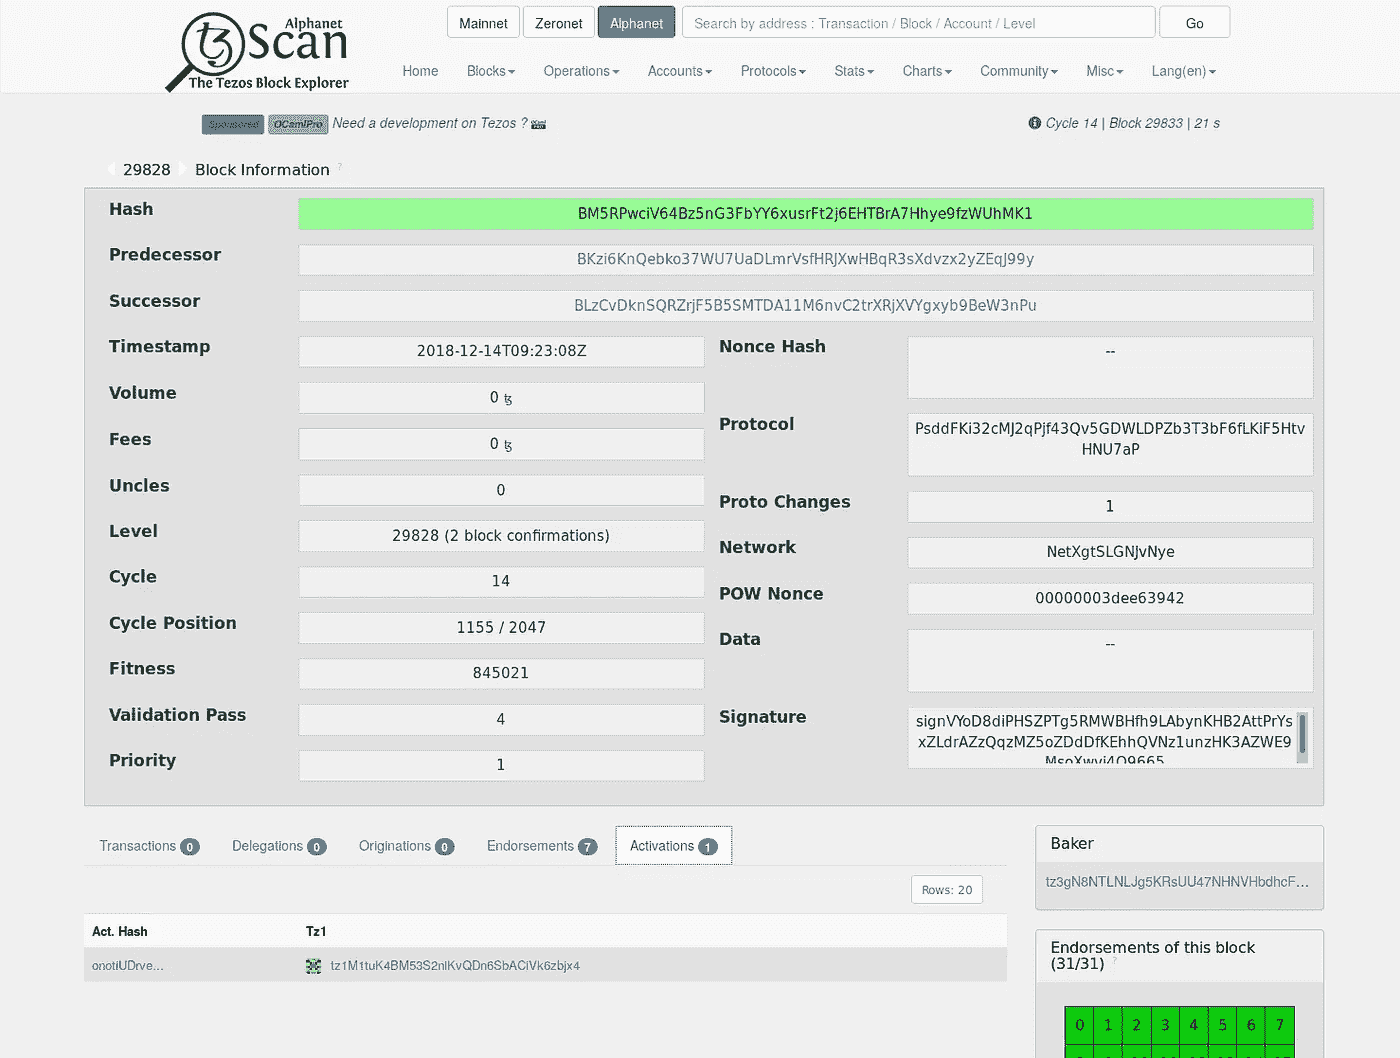 Alphanet
tzScan
The Tezos Block Explorer
Mainnet Zeronet Alphanet Search by address : Transaction / Block / Account / Level Go
Home Blocks Operations Accounts Protocols Stats Charts Community Misc Lang(en)
Sponsored OCamlPro Need a development on Tezos ? Cycle 14 | Block 29833 | 21 s
29828 Block Information ?
Hash BM5RPwciV64Bz5nG3FbYY6xusrFt2j6EHTBrA7Hhye9fzWUhMK1
Predecessor BKzi6KnQebko37WU7UaDLmrVsfHRJXwHBqR3sXdvzx2yZEqJ99y
Successor BLzCvDknSQRZrjF5B5SMTDA11M6nvC2trXRjXVYgxyb9BeW3nPu
Timestamp 2018-12-14T09:23:08Z
Volume 0 ꜩ
Fees 0 ꜩ
Uncles 0
Level 29828 (2 block confirmations)
Cycle 14
Cycle Position 1155 / 2047
Fitness 845021
Validation Pass 4
Priority 1
Nonce Hash --
Protocol PsddFKi32cMJ2qPjf43Qv5GDWLDPZb3T3bF6fLKiF5Htv
HNU7aP
Proto Changes 1
Network NetXgtSLGNJvNye
POW Nonce 00000003dee63942
Data --
Signature signVYoD8diPHSZPTg5RMWBHfh9LAbynKHB2AttPrYs
xZLdrAZzQqzMZ5oZDdDfKEhhQVNz1unzHK3AZWE9
Transactions 0 Delegations 0 Originations 0 Endorsements 7 Activations 1
Rows: 20
Act. Hash Tz1
onotiUDrve... tz1M1tuK4BM53S2nlKvQDn6SbACiVk6zbjx4
Baker
tz3gN8NTLNLJg5KRsUU47NHNVHbdhcF...
Endorsements of this block
(31/31) ?
0 1 2 3 4 5 6 7